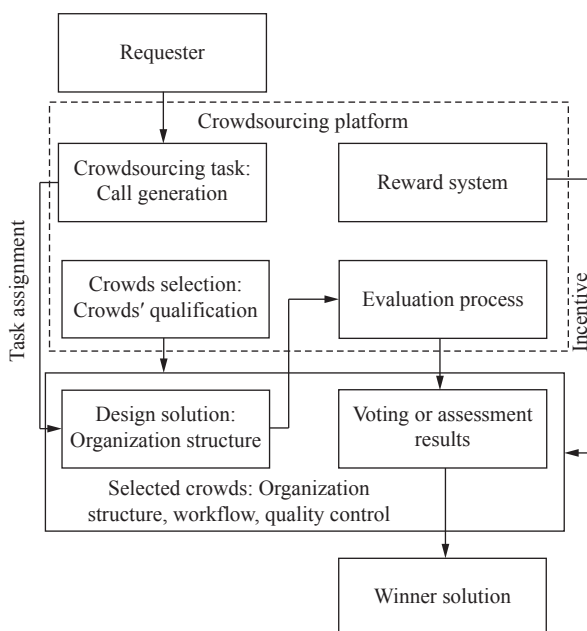 Requester
Crowdsourcing platform
Crowdsourcing task:
Call generation
Reward system
Task assignment
Crowds selection:
Crowds′ qualification
Evaluation process
Incentive
Design solution:
Organization structure
Voting or assessment
results
Selected crowds: Organization
structure, workflow, quality control
Winner solution